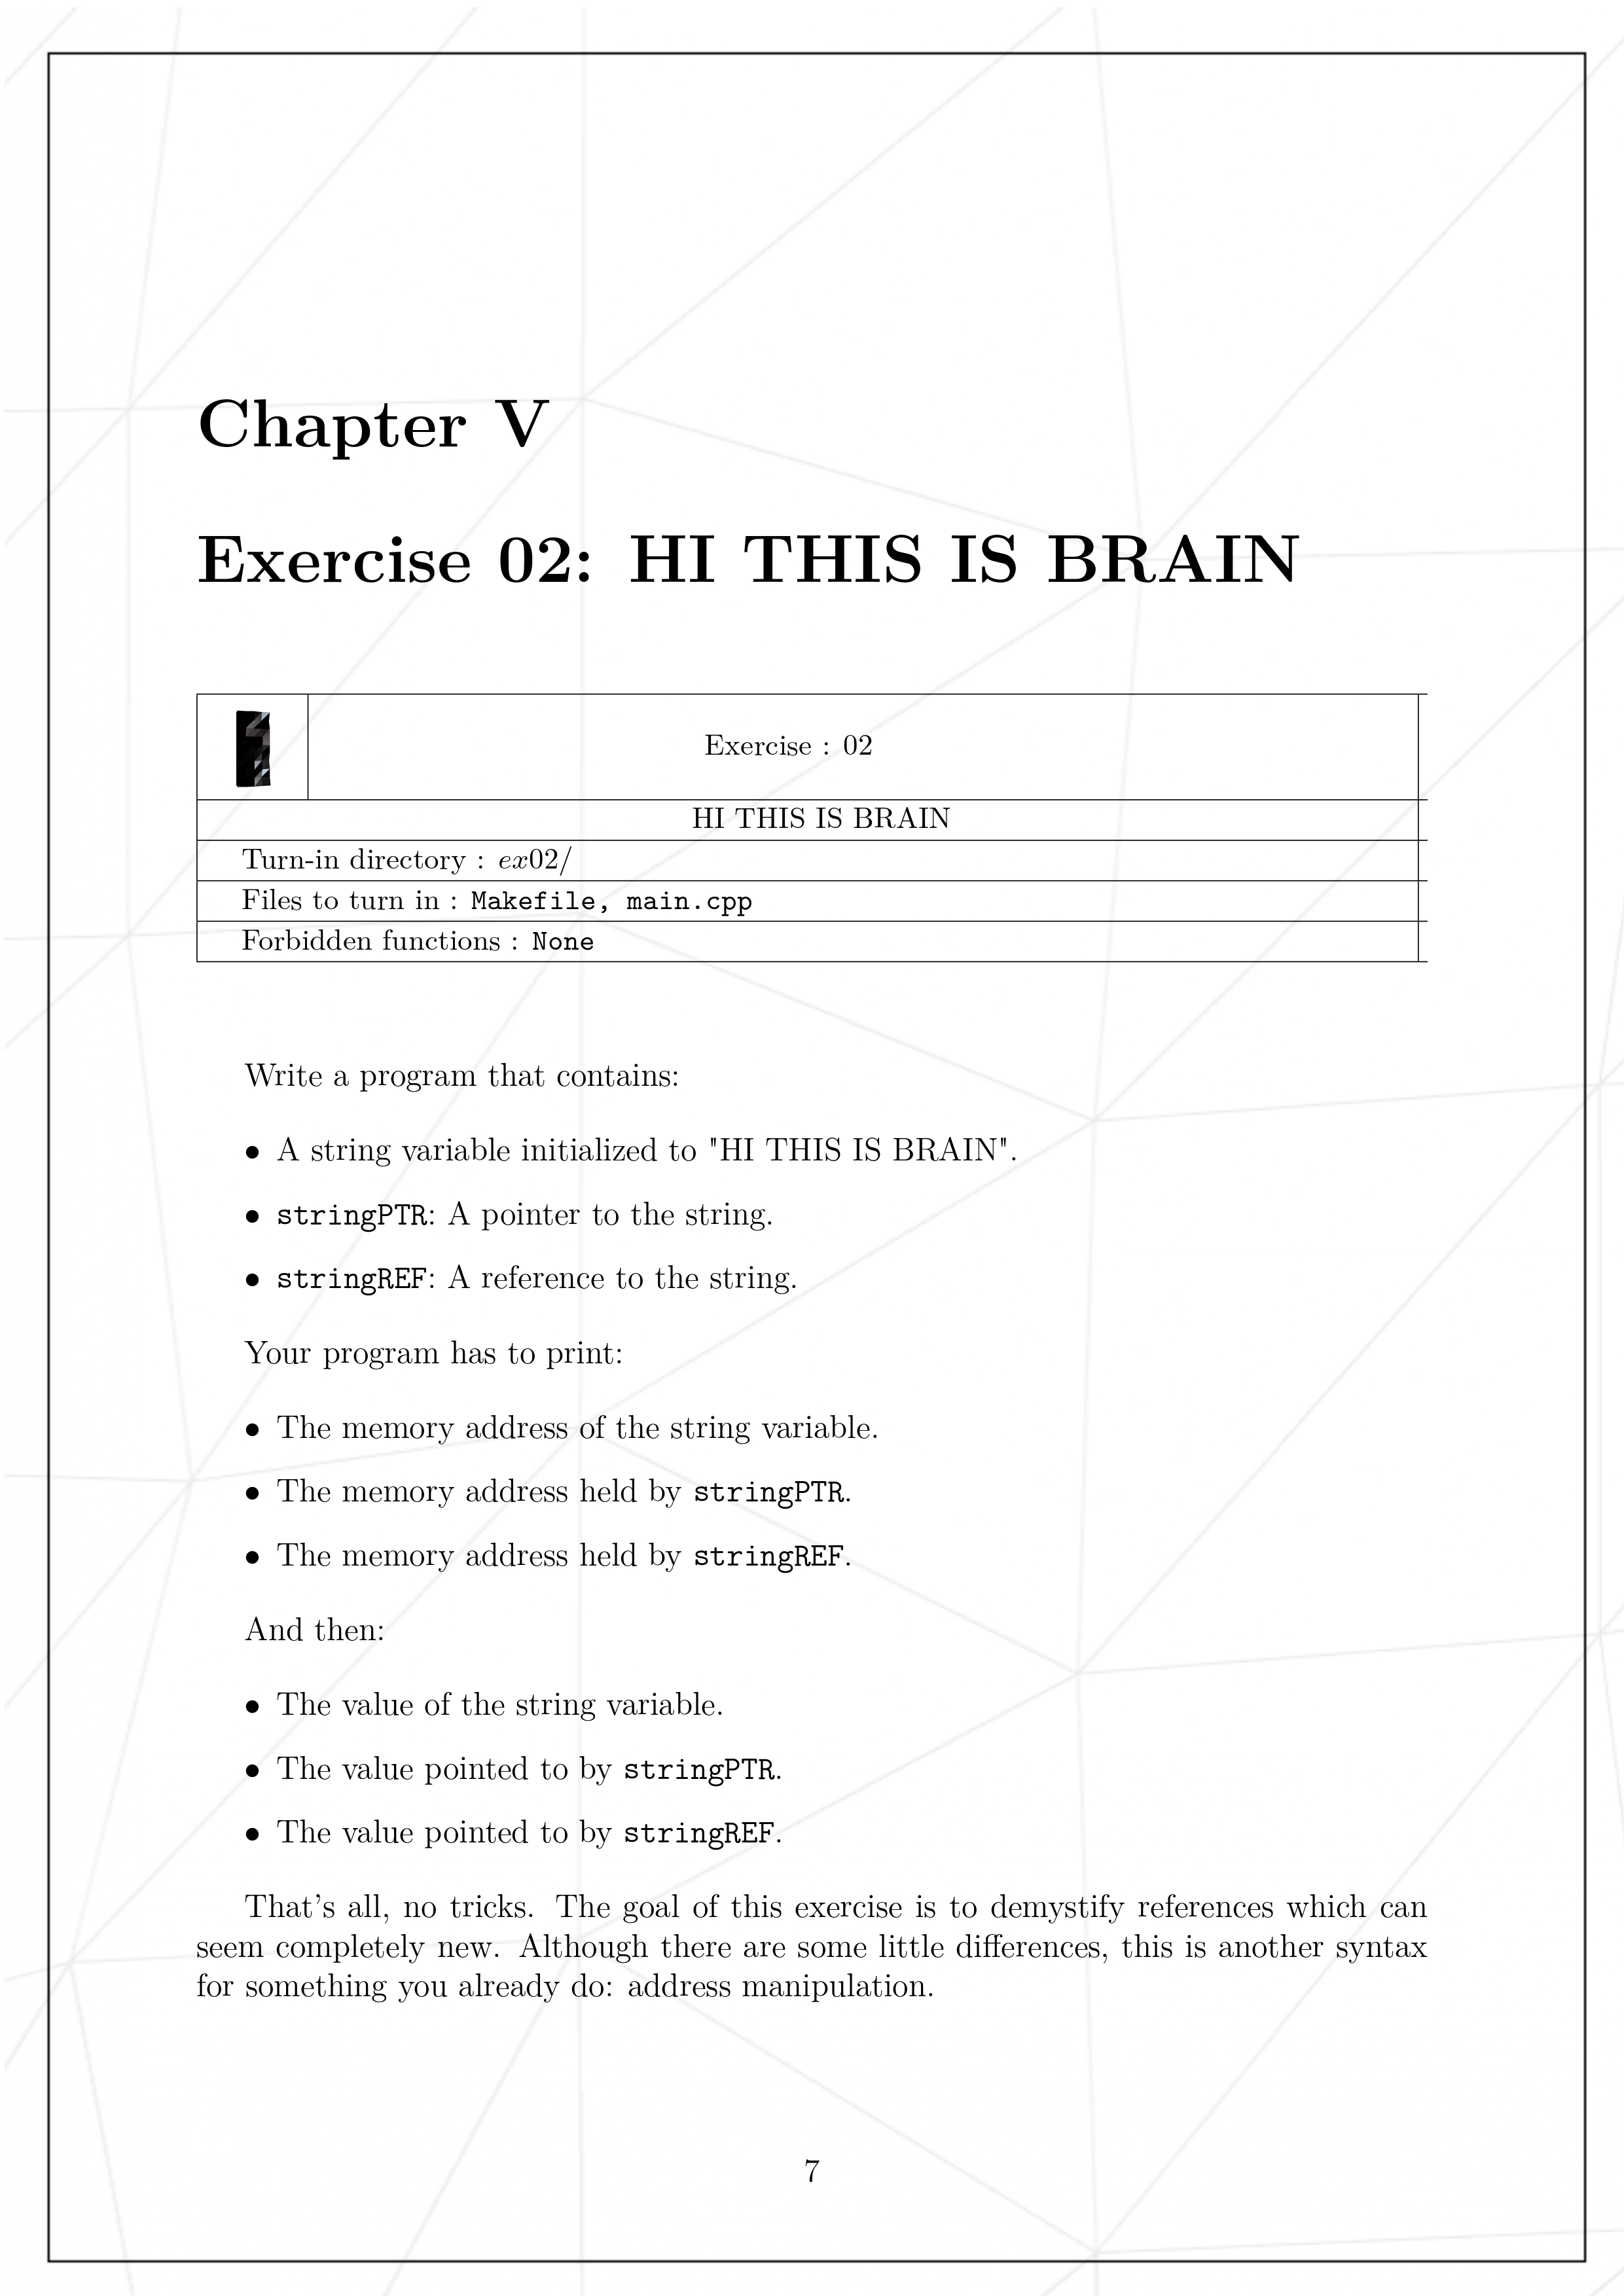 Chapter V
Exercise 02: HI THIS IS BRAIN
Exercise : 02
HI THIS IS BRAIN
Turn-in directory : ex02/
Files to turn in : Makefile, main.cpp
Forbidden functions : None
Write a program that contains:
• A string variable initialized to "HI THIS IS BRAIN".
• stringPTR: A pointer to the string.
• stringREF: A reference to the string.
Your program has to print:
• The memory address of the string variable.
• The memory address held by stringPTR.
• The memory address held by stringREF.
And then:
• The value of the string variable.
• The value pointed to by stringPTR.
• The value pointed to by stringREF.
That's all, no tricks. The goal of this exercise is to demystify references which can
seem completely new. Although there are some little differences, this is another syntax
for something you already do: address manipulation.
7